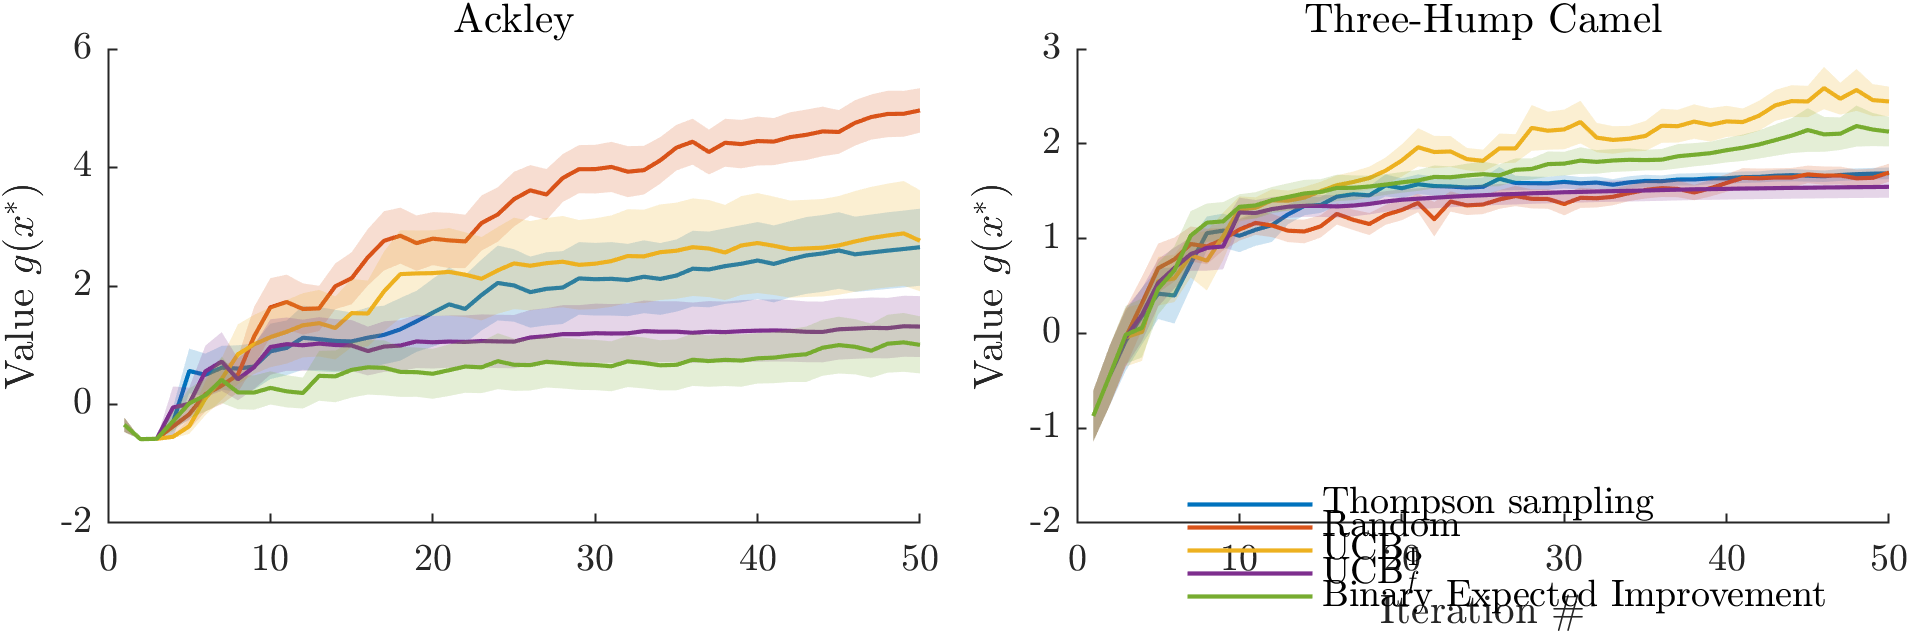 Ackley
Three-Hump Camel
Value g(x*)
6
4
2
0
-2
0 10 20 30 40 50
Value g(x*)
3
2
1
0
-1
-2
0 10 20 30 40 50
Thompson sampling
Random
UCB
UCB_f
Binary Expected Improvement
Iteration #